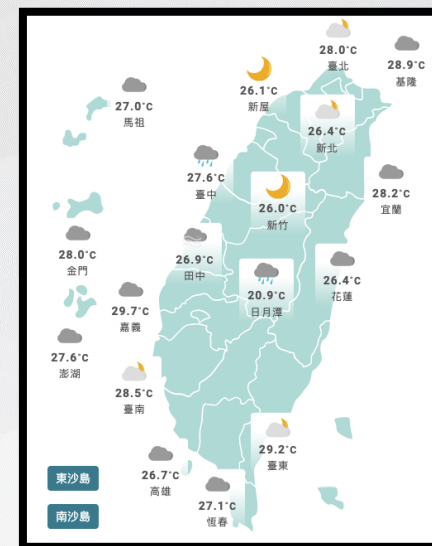 28.0°C
臺北
28.9°C
基隆
26.1°C
新屋
27.0°C
馬祖
26.4°C
新北
27.6°C
臺中
28.2°C
宜蘭
26.0°C
新竹
28.0°C
金門
26.9°C
田中
26.4°C
花蓮
20.9°C
日月潭
29.7°C
嘉義
27.6°C
澎湖
28.5°C
臺南
29.2°C
臺東
26.7°C
高雄
27.1°C
恆春
東沙島
南沙島